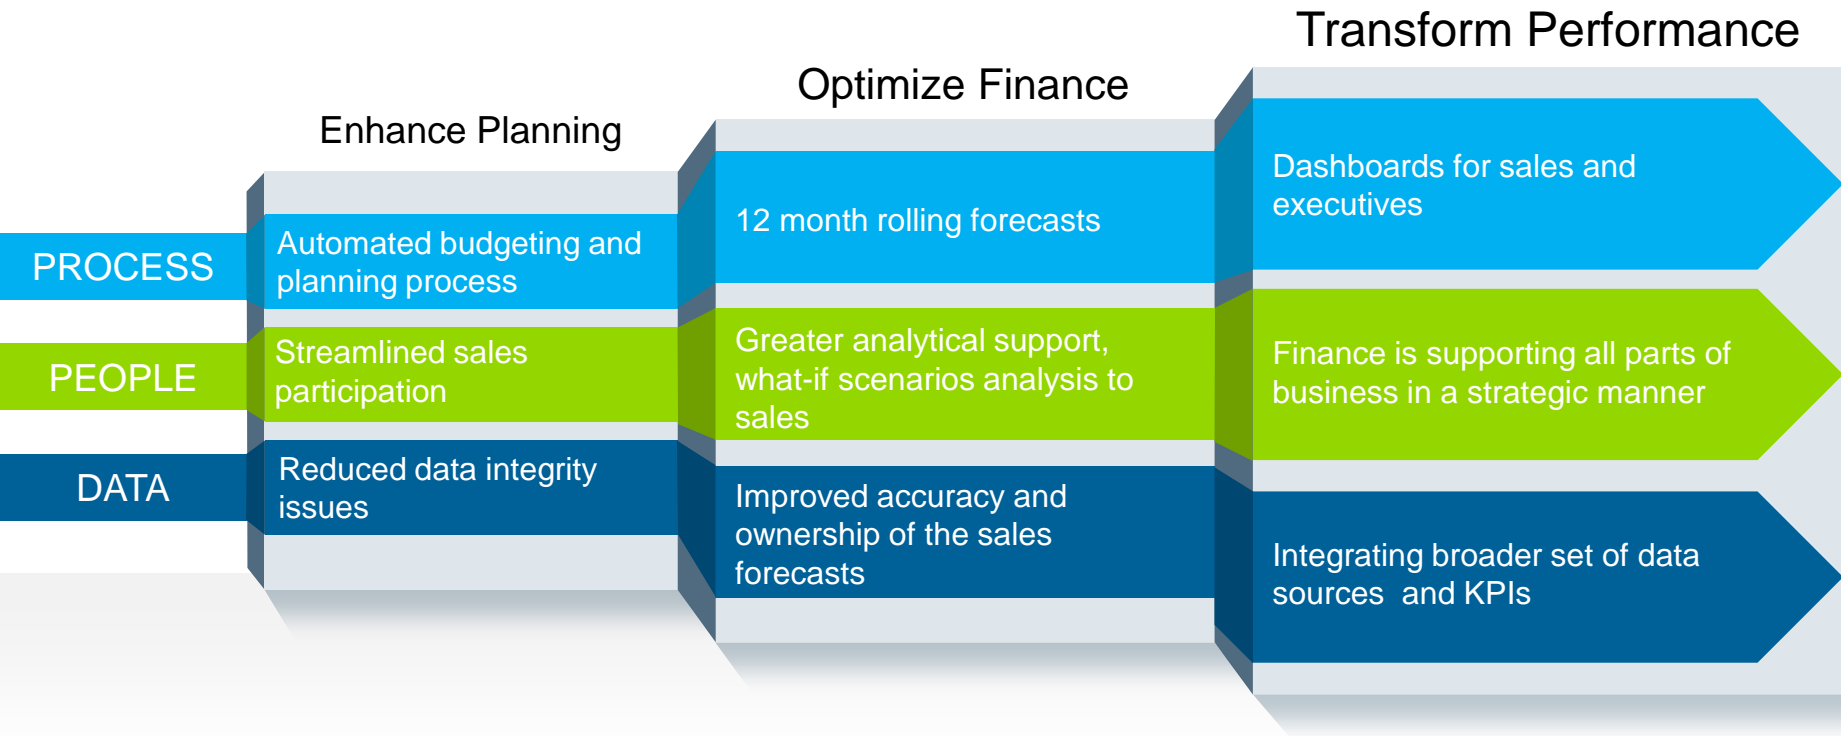 Transform Performance
Optimize Finance
Enhance Planning
PROCESS
Automated budgeting and
planning process
12 month rolling forecasts
Dashboards for sales and
executives
PEOPLE
Streamlined sales
participation
Greater analytical support,
what-if scenarios analysis to
sales
Finance is supporting all parts of
business in a strategic manner
DATA
Reduced data integrity
issues
Improved accuracy and
ownership of the sales
forecasts
Integrating broader set of data
sources  and KPIs